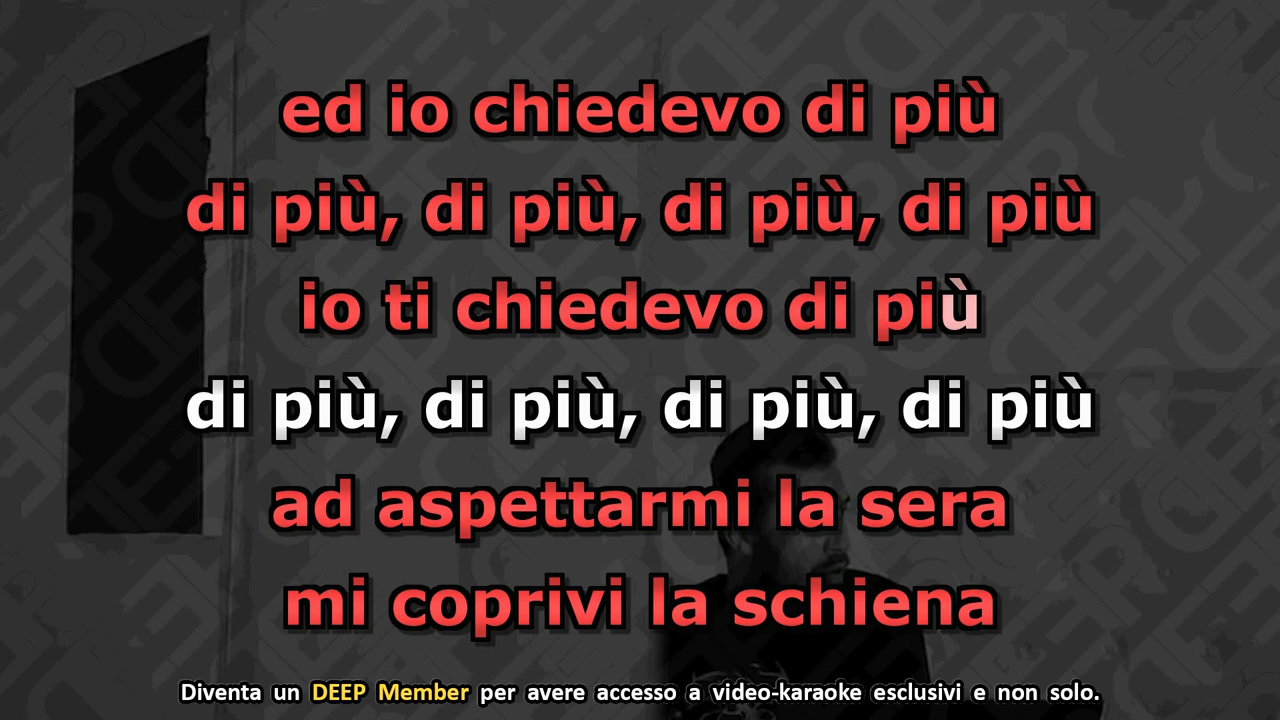 ed io chiedevo di più
di più, di più, di più, di più
io ti chiedevo di più
di più, di più, di più, di più
ad aspettarmi la sera
mi coprivi la schiena
Diventa un DEEP Member per avere accesso a video-karaoke esclusivi e non solo.